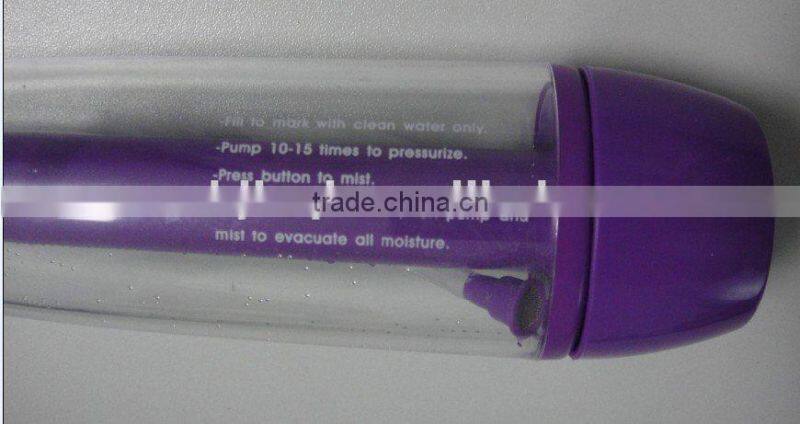 -Fill to mark with clean water only.
-Pump 10-15 times to pressurize.
-Press button to mist.
trade.china.cn
pump and
mist to evacuate all moisture.